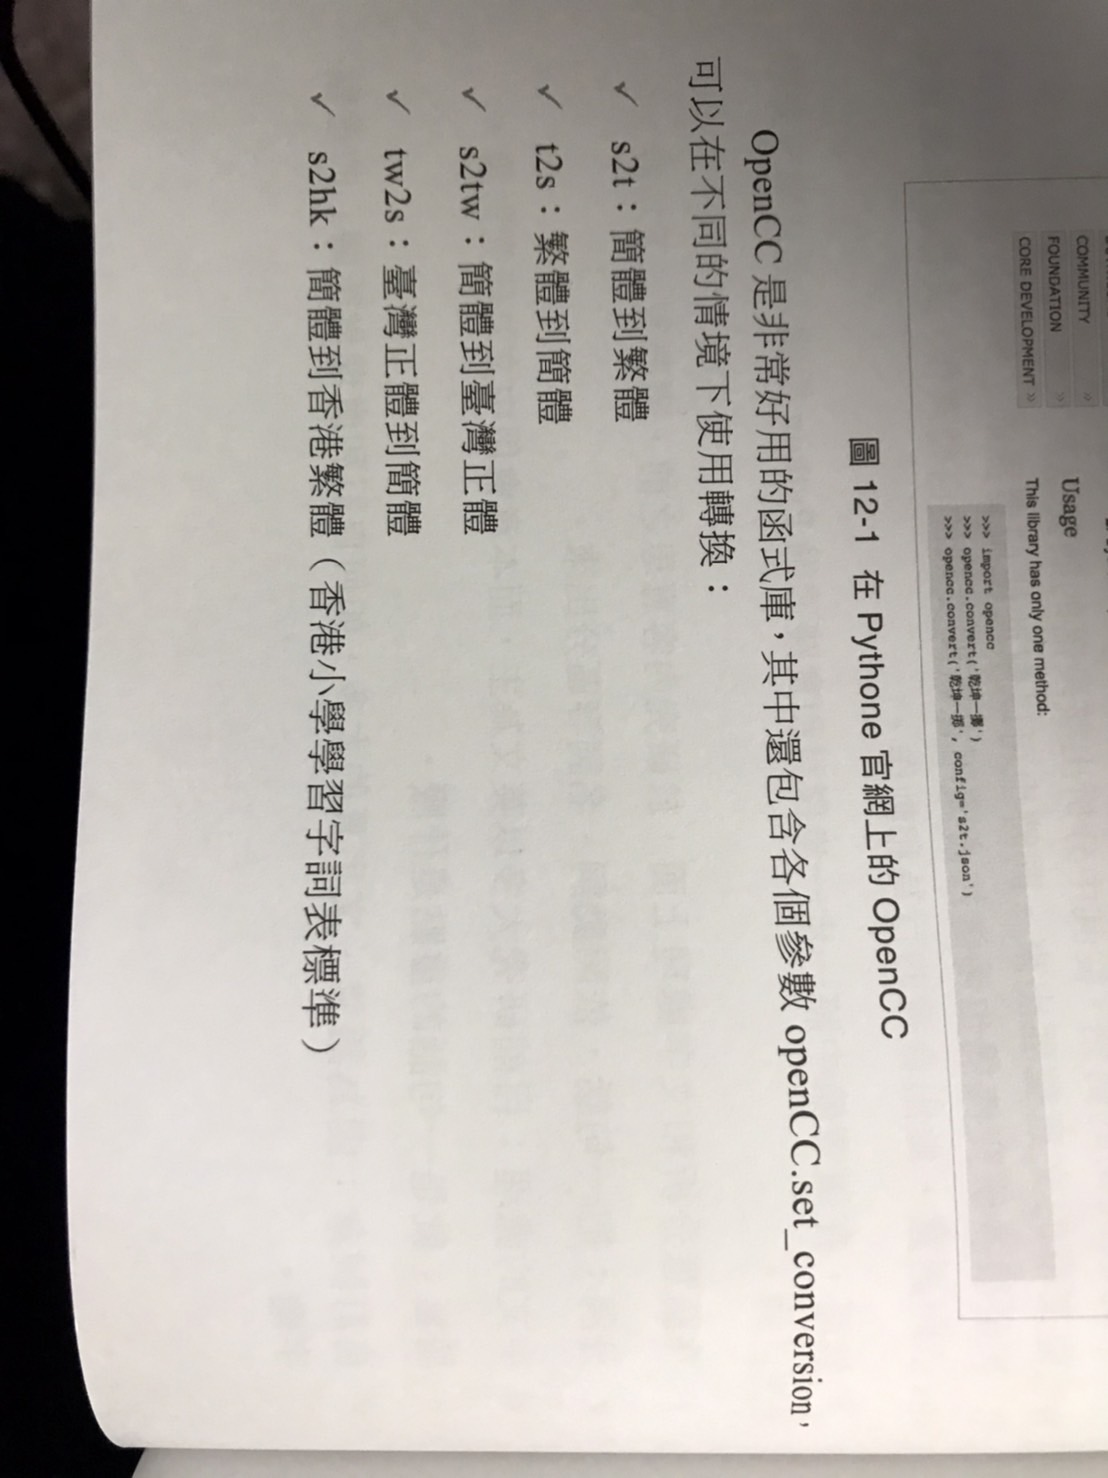 COMMUNITY »
FOUNDATION »
CORE DEVELOPMENT »
Usage
This library has only one method:
>>> import opencc
>>> opencc.convert('乾坤一擲')
>>> opencc.convert('乾坤一掷', config='s2t.json')
圖 12-1 在 Pythone 官網上的 OpenCC
OpenCC 是非常好用的函式庫，其中還包含各個參數 openCC.set_conversion，
可以在不同的情境下使用轉換：
✓ s2t：簡體到繁體
✓ t2s：繁體到簡體
✓ s2tw：簡體到臺灣正體
✓ tw2s：臺灣正體到簡體
✓ s2hk：簡體到香港繁體（香港小學學習字詞表標準）